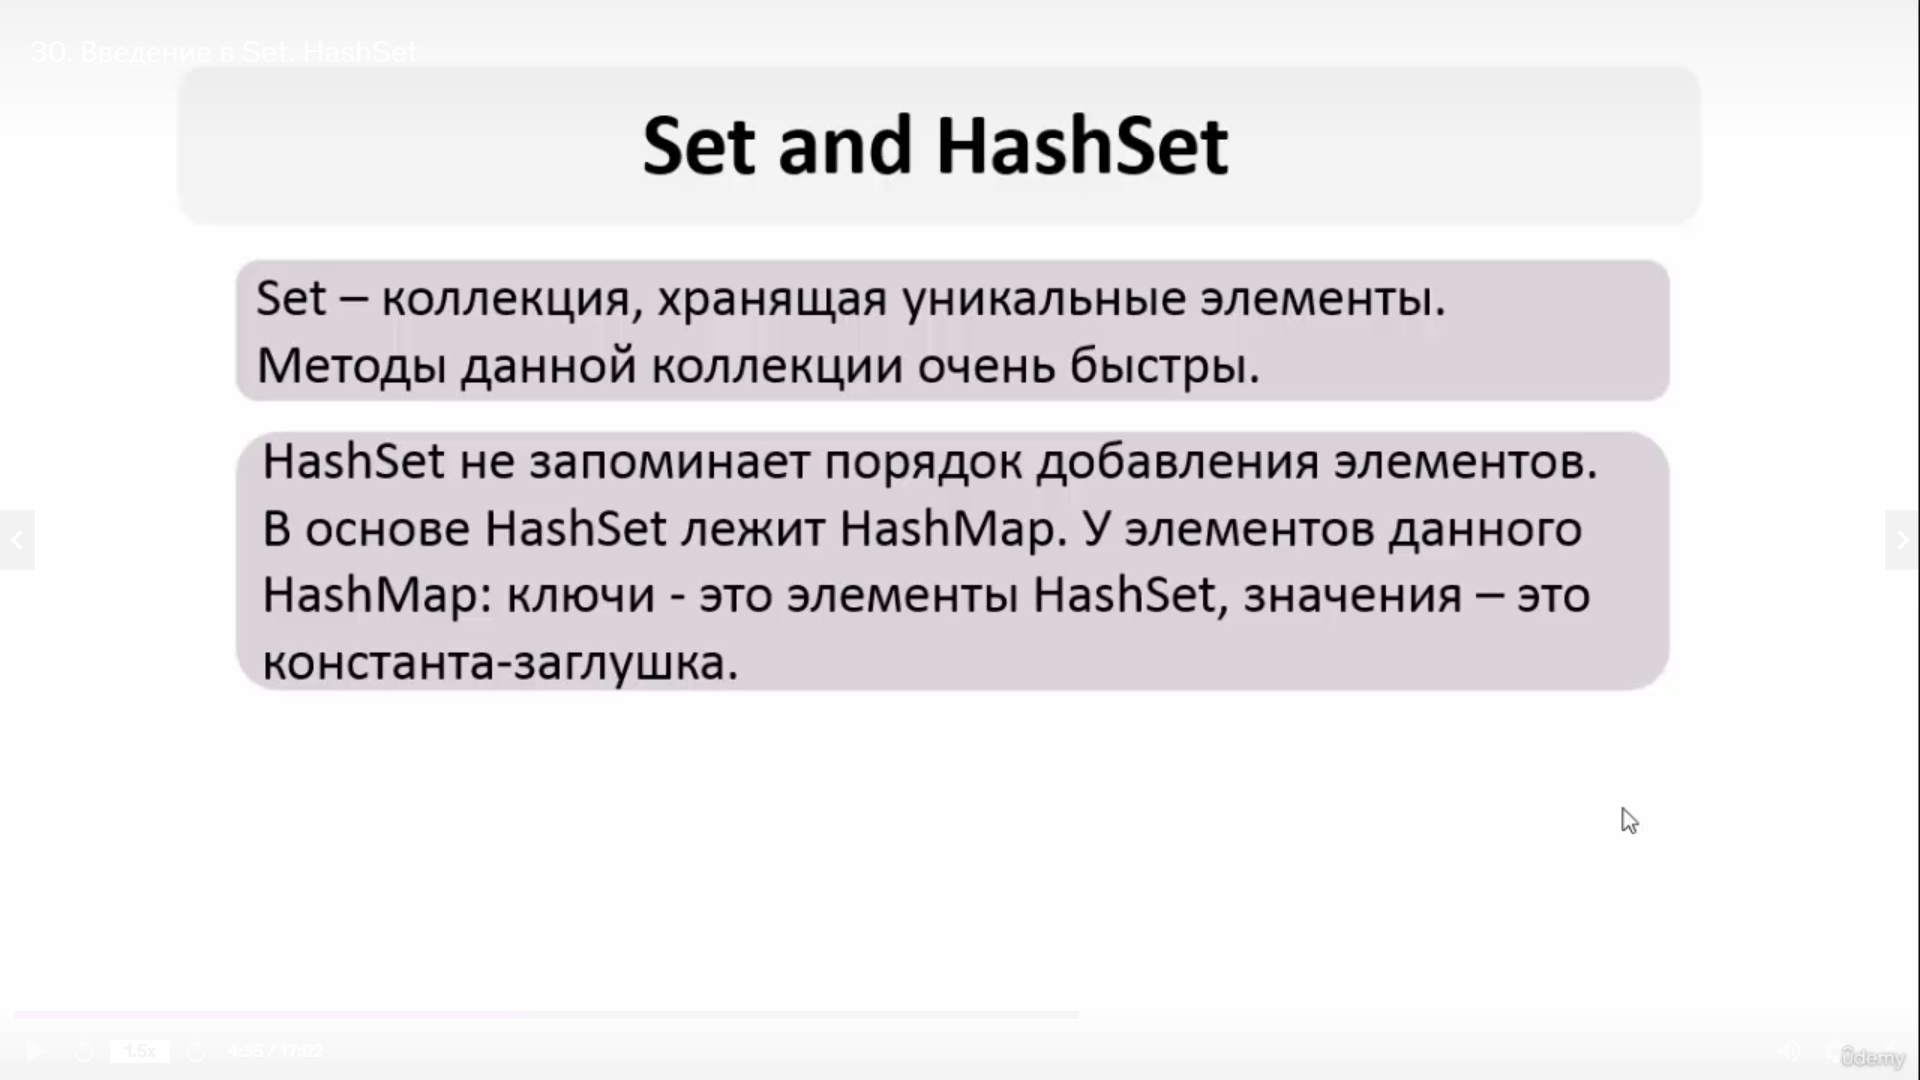 30. Введение в Set. HashSet
Set and HashSet
Set – коллекция, хранящая уникальные элементы.
Методы данной коллекции очень быстры.
HashSet не запоминает порядок добавления элементов.
В основе HashSet лежит HashMap. У элементов данного
HashMap: ключи - это элементы HashSet, значения – это
константа-заглушка.
1.5x
4:35 / 17:02
ûdemy